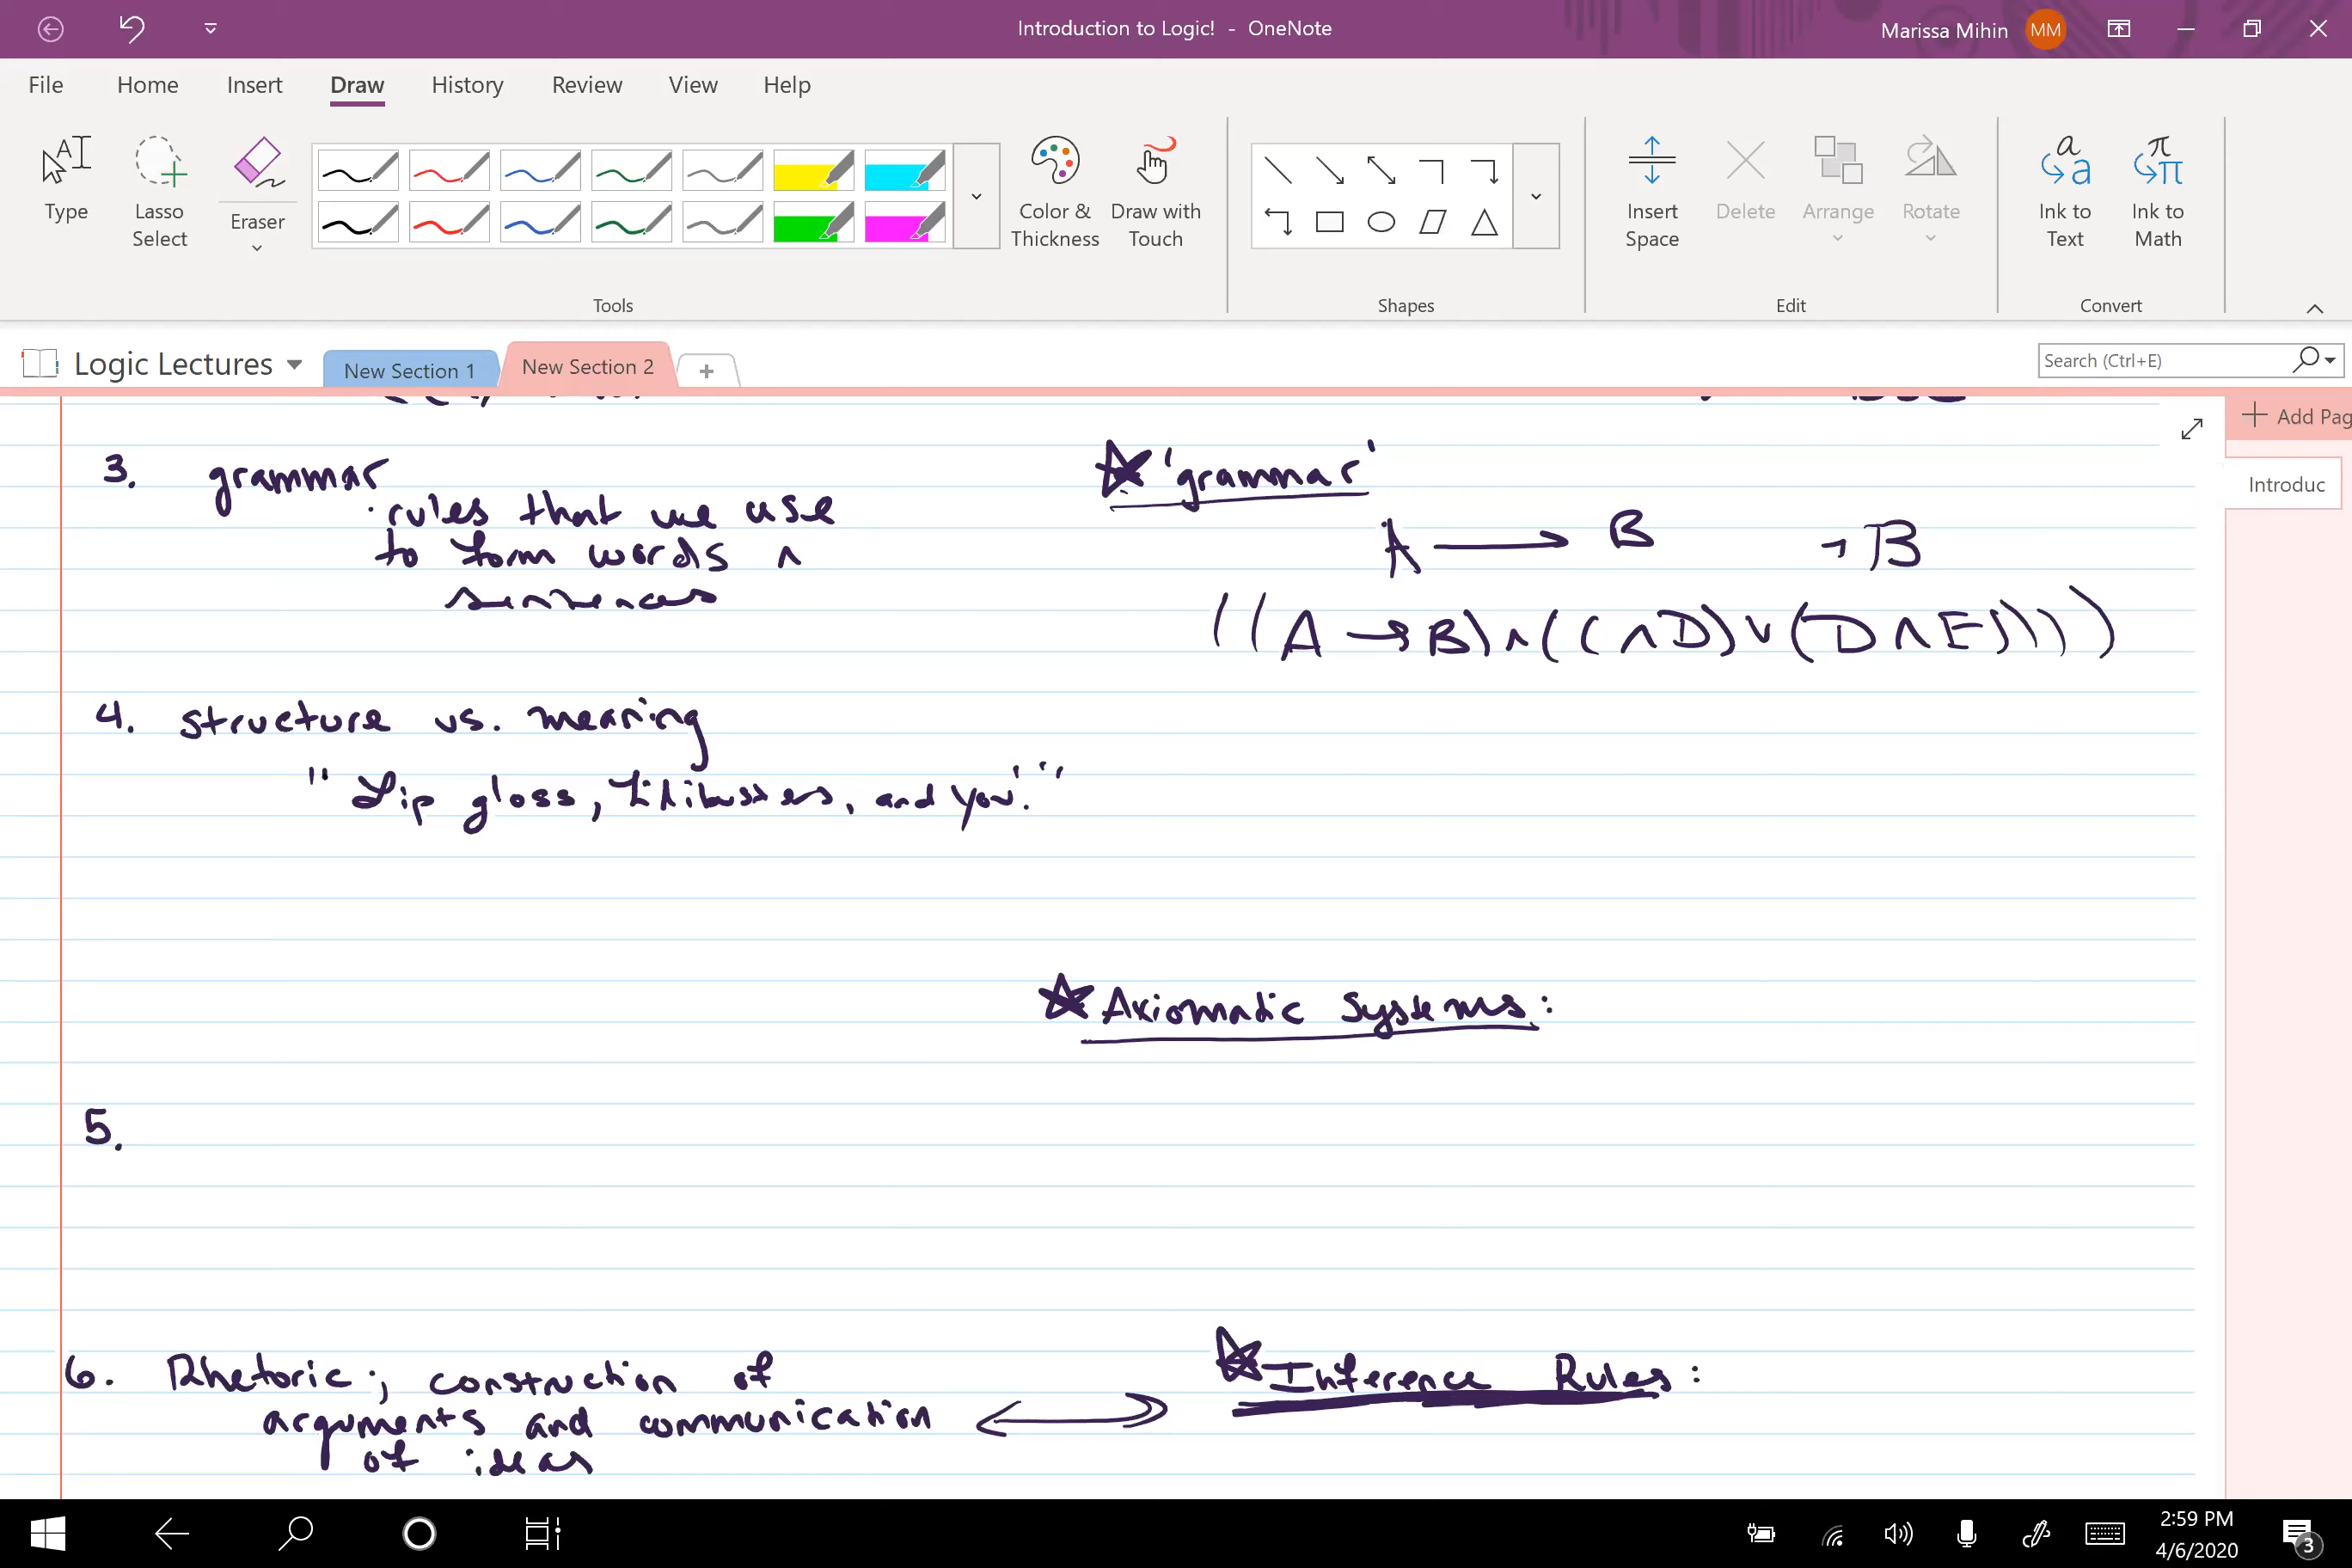 Introduction to Logic! - OneNote
Marissa Mihin MM
File Home Insert Draw History Review View Help
Type
Lasso Select
Eraser
Color & Thickness
Draw with Touch
Insert Space
Delete
Arrange
Rotate
Ink to Text
Ink to Math
Tools
Shapes
Edit
Convert
Logic Lectures
New Section 1
New Section 2
Search (Ctrl+E)
Add Pag
Introduc
3. grammar
· rules that we use
to form words ∧
sentences
'grammar'
A → B ¬B
((A → B) ∧ ((C ∧ D) ∨ (D ∧ E))))
4. structure vs. meaning
"Lip gloss, filibusters, and you."
Axiomatic Systems:
5.
6. Rhetoric; construction of
arguments and communication
of ideas
Inference Rules:
2:59 PM
4/6/2020
3